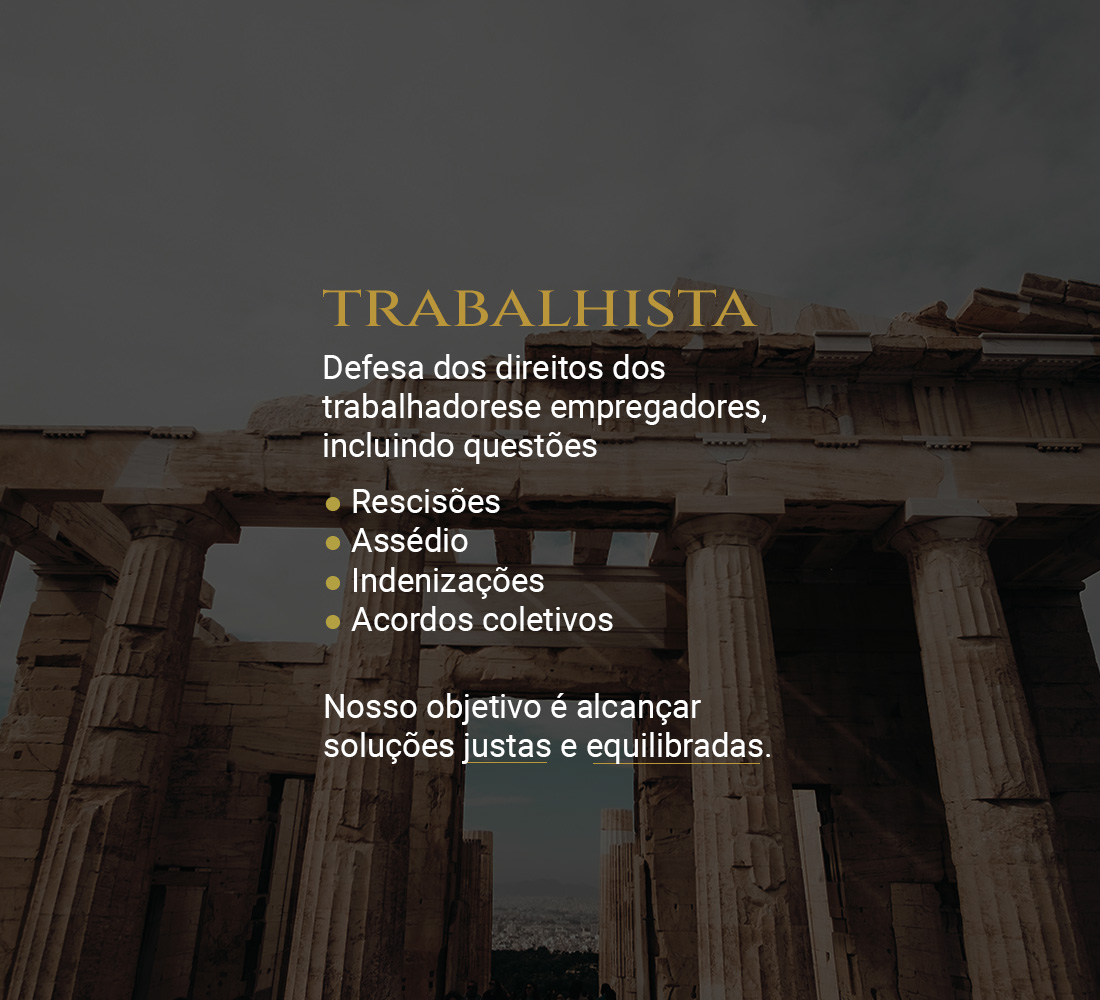 TRABALHISTA
Defesa dos direitos dos
trabalhadorese empregadores,
incluindo questões
● Rescisões
● Assédio
● Indenizações
● Acordos coletivos
Nosso objetivo é alcançar
soluções justas e equilibradas.